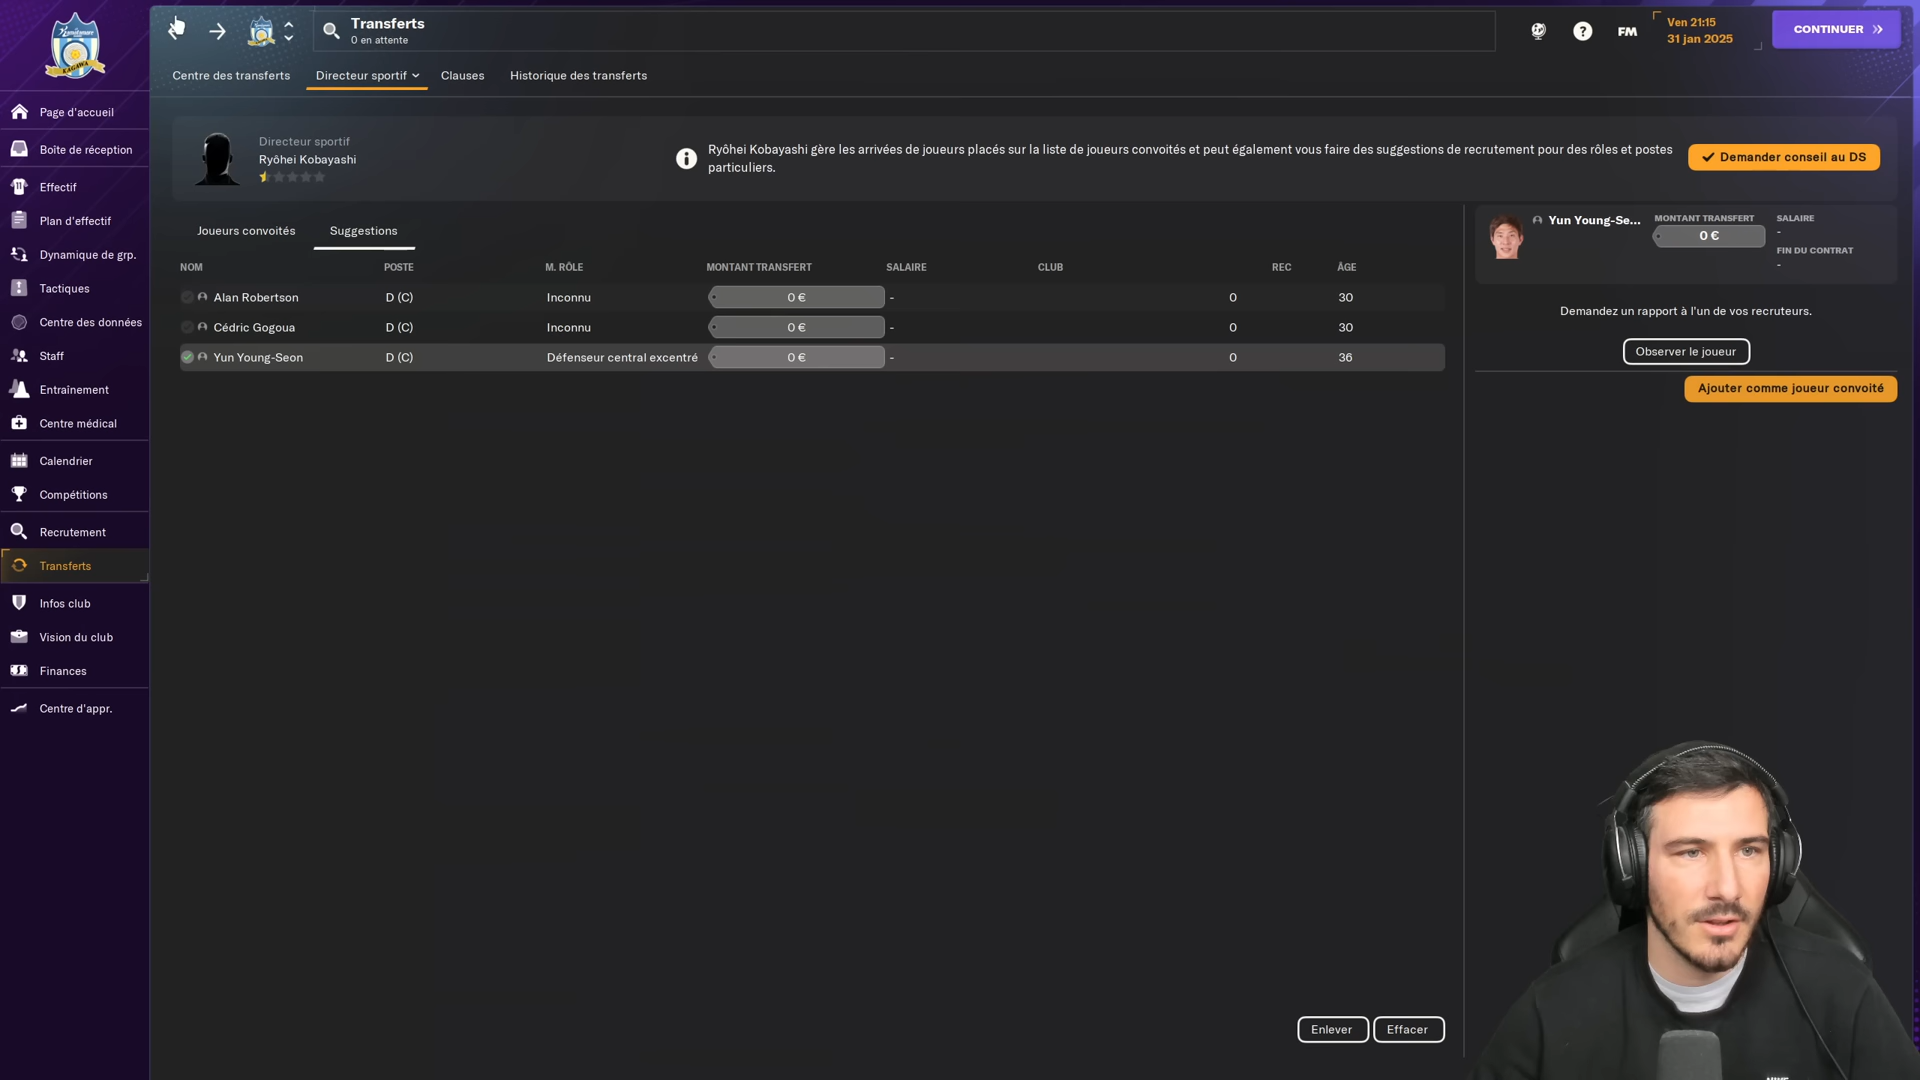 Transferts
0 en attente
FM
Ven 21:15
31 jan 2025
CONTINUER
KAGAWA
Centre des transferts
Directeur sportif
Clauses
Historique des transferts
Page d'accueil
Boîte de réception
Effectif
Plan d'effectif
Dynamique de grp.
Tactiques
Centre des données
Staff
Entraînement
Centre médical
Calendrier
Compétitions
Recrutement
Transferts
Infos club
Vision du club
Finances
Centre d'appr.
Directeur sportif
Ryôhei Kobayashi
Ryôhei Kobayashi gère les arrivées de joueurs placés sur la liste de joueurs convoités et peut également vous faire des suggestions de recrutement pour des rôles et postes
particuliers.
Demander conseil au DS
Joueurs convoités
Suggestions
NOM POSTE M. RÔLE MONTANT TRANSFERT SALAIRE CLUB REC ÂGE
Alan Robertson D (C) Inconnu 0 € - 0 30
Cédric Gogoua D (C) Inconnu 0 € - 0 30
Yun Young-Seon D (C) Défenseur central excentré 0 € - 0 36
Yun Young-Se...
MONTANT TRANSFERT
0 €
SALAIRE
-
FIN DU CONTRAT
-
Demandez un rapport à l'un de vos recruteurs.
Observer le joueur
Ajouter comme joueur convoité
Enlever
Effacer